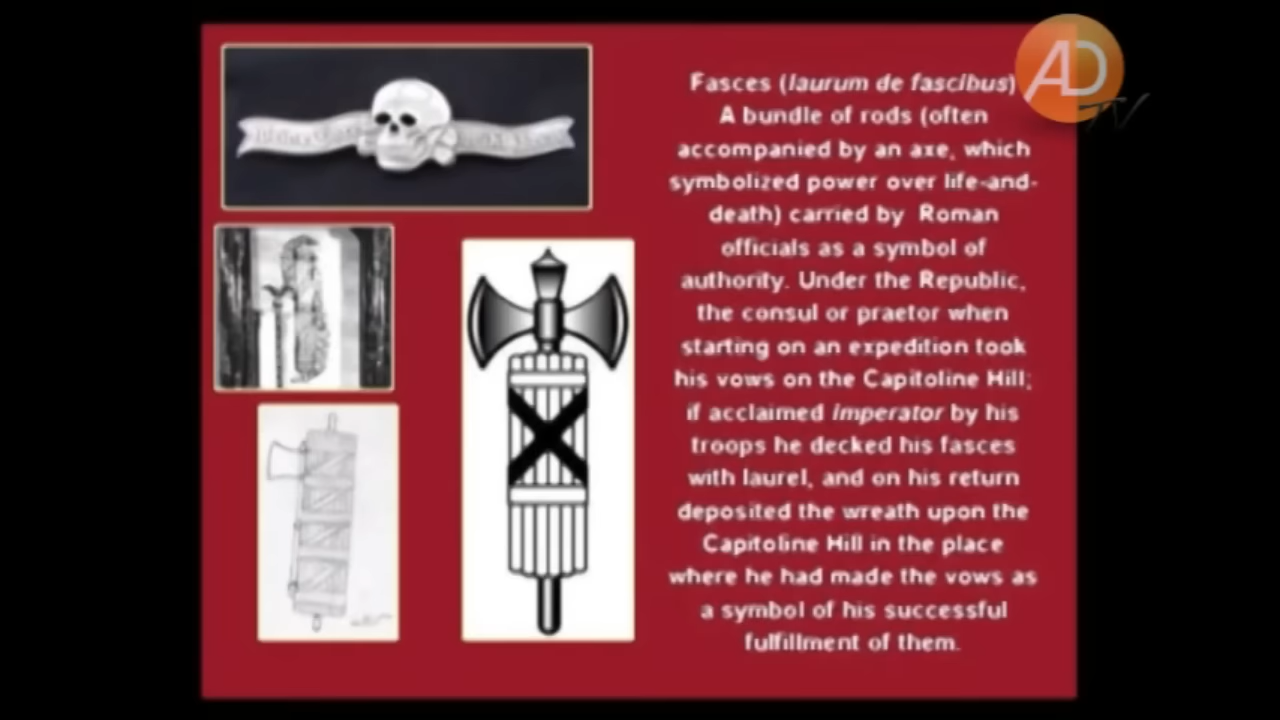 Fasces (laurum de fascibus)
A bundle of rods (often
accompanied by an axe, which
symbolized power over life-and-
death) carried by Roman
officials as a symbol of
authority. Under the Republic,
the consul or praetor when
starting on an expedition took
his vows on the Capitoline Hill;
if acclaimed imperator by his
troops he decked his fasces
with laurel, and on his return
deposited the wreath upon the
Capitoline Hill in the place
where he had made the vows as
a symbol of his successful
fulfillment of them.
AD
TV